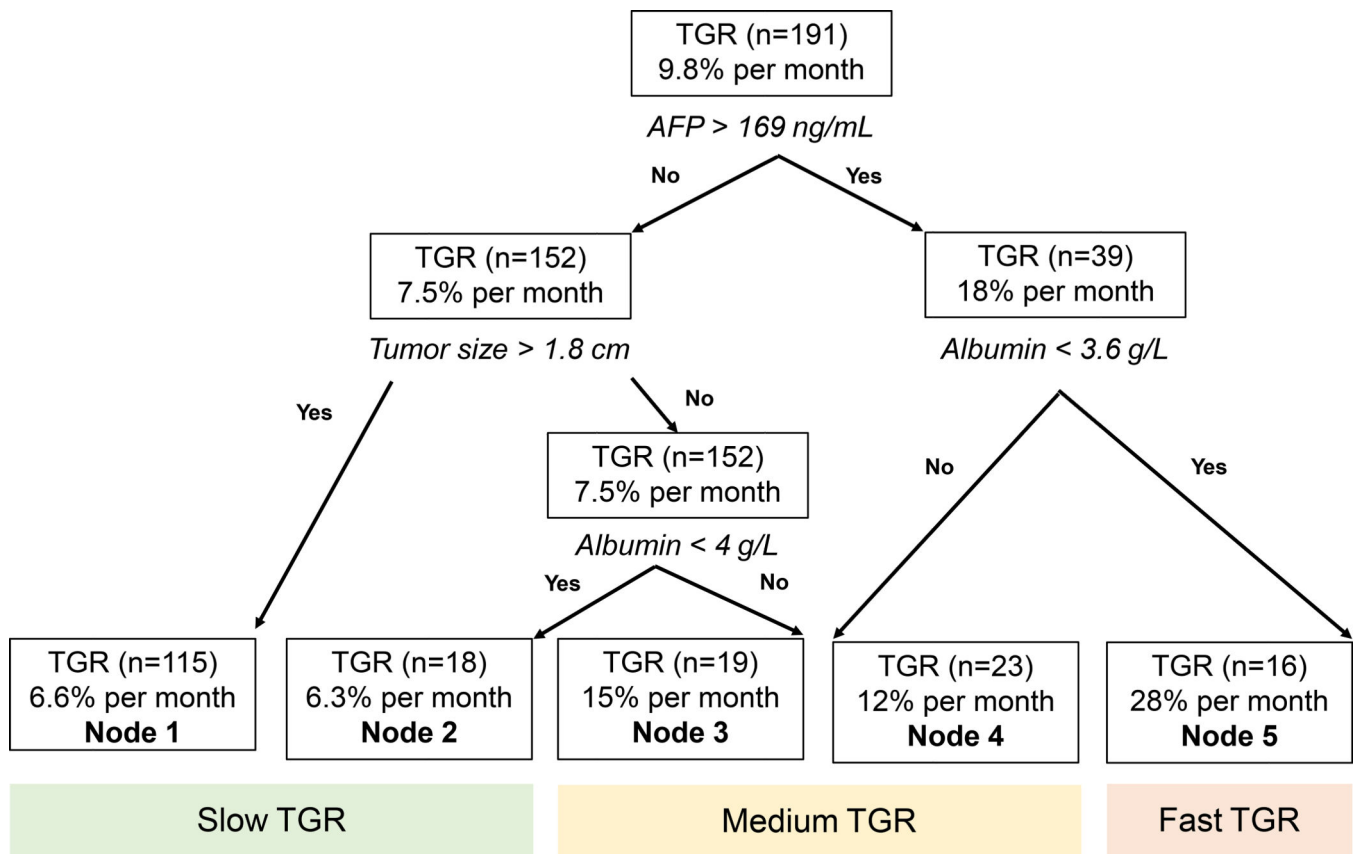 TGR (n=191)
9.8% per month
AFP > 169 ng/mL
No
Yes
TGR (n=152)
7.5% per month
TGR (n=39)
18% per month
Tumor size > 1.8 cm
Albumin < 3.6 g/L
Yes
No
TGR (n=152)
7.5% per month
No
Yes
Albumin < 4 g/L
Yes
No
TGR (n=115)
6.6% per month
Node 1
TGR (n=18)
6.3% per month
Node 2
TGR (n=19)
15% per month
Node 3
TGR (n=23)
12% per month
Node 4
TGR (n=16)
28% per month
Node 5
Slow TGR
Medium TGR
Fast TGR